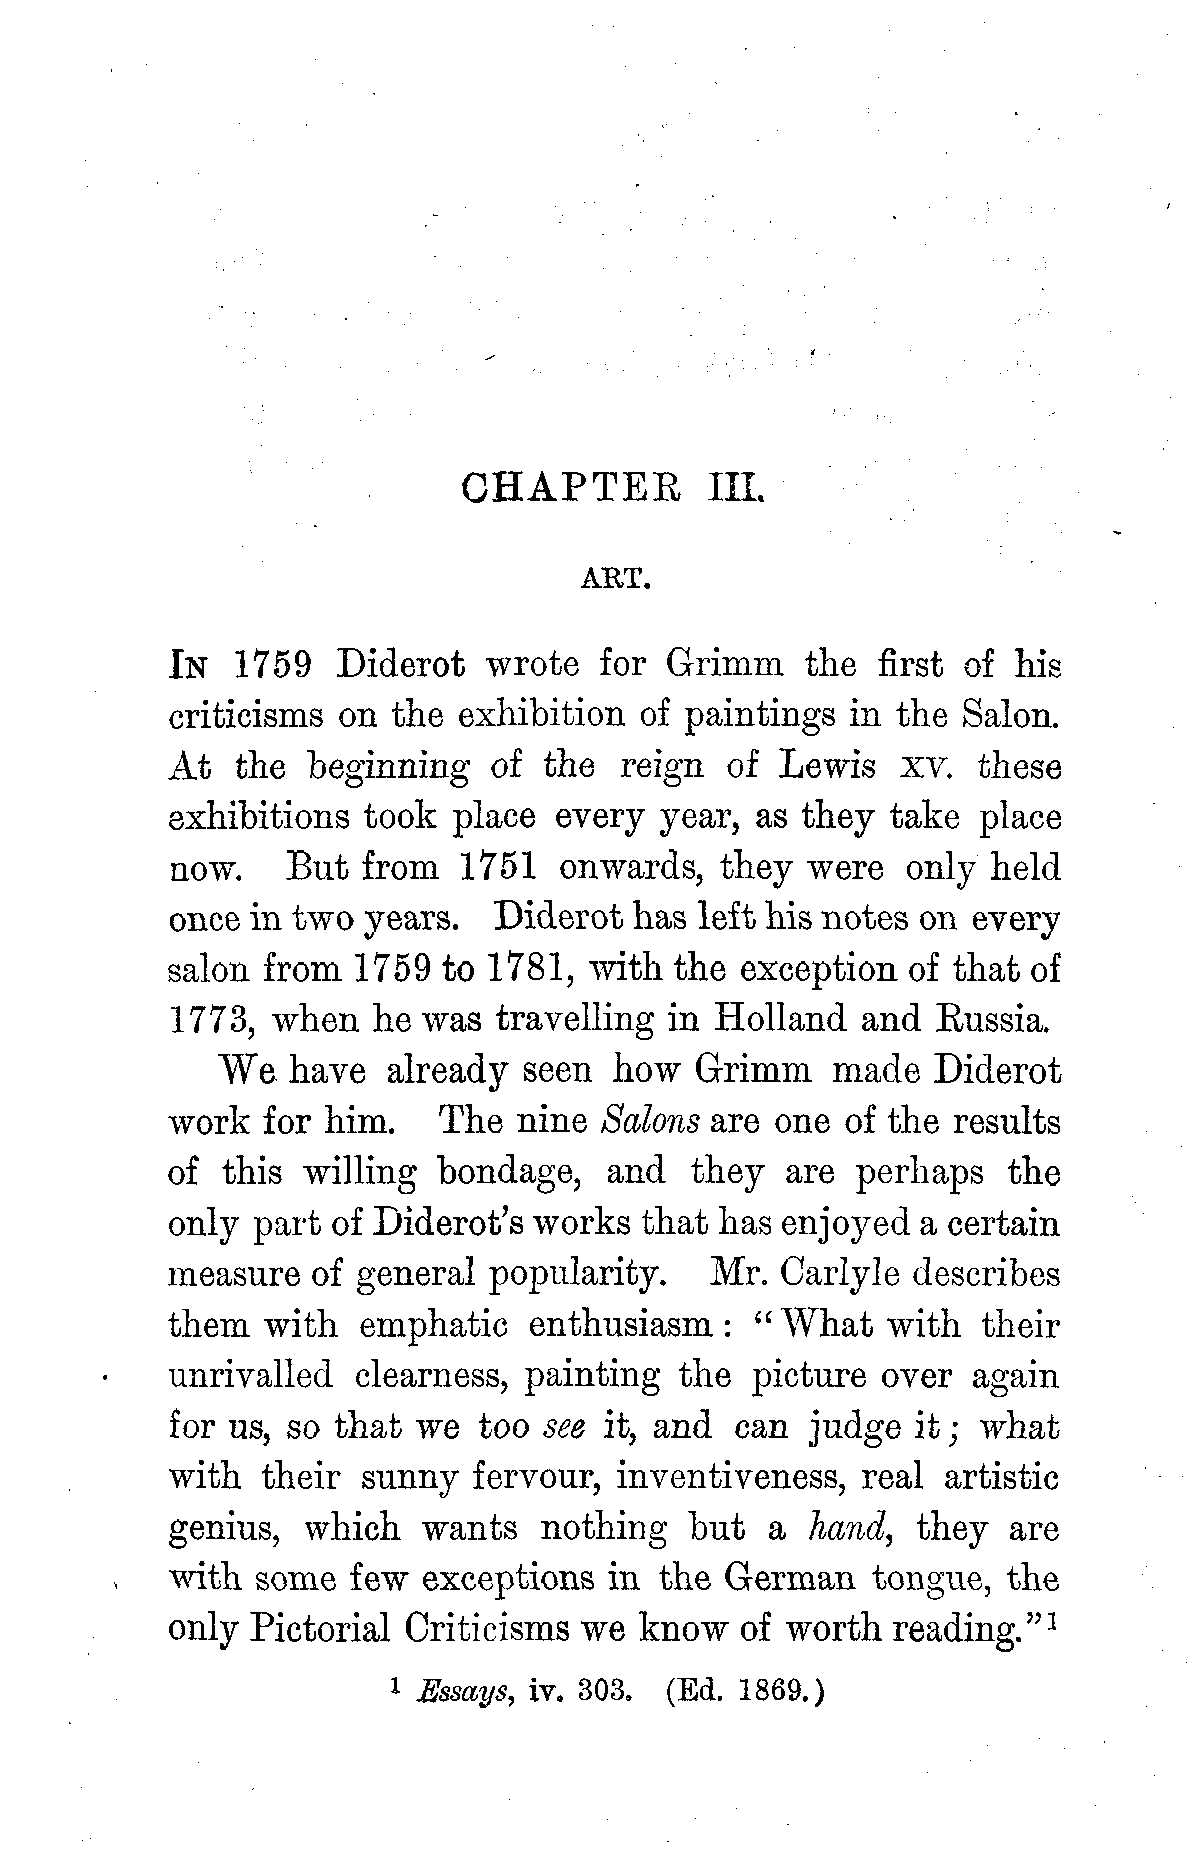 CHAPTER III.
ART.
IN 1759 Diderot wrote for Grimm the first of his
criticisms on the exhibition of paintings in the Salon.
At the beginning of the reign of Lewis XV. these
exhibitions took place every year, as they take place
now. But from 1751 onwards, they were only held
once in two years. Diderot has left his notes on every
salon from 1759 to 1781, with the exception of that of
1773, when he was travelling in Holland and Russia.
We have already seen how Grimm made Diderot
work for him. The nine Salons are one of the results
of this willing bondage, and they are perhaps the
only part of Diderot's works that has enjoyed a certain
measure of general popularity. Mr. Carlyle describes
them with emphatic enthusiasm: "What with their
unrivalled clearness, painting the picture over again
for us, so that we too see it, and can judge it; what
with their sunny fervour, inventiveness, real artistic
genius, which wants nothing but a hand, they are
with some few exceptions in the German tongue, the
only Pictorial Criticisms we know of worth reading."1
1 Essays, iv. 303. (Ed. 1869.)